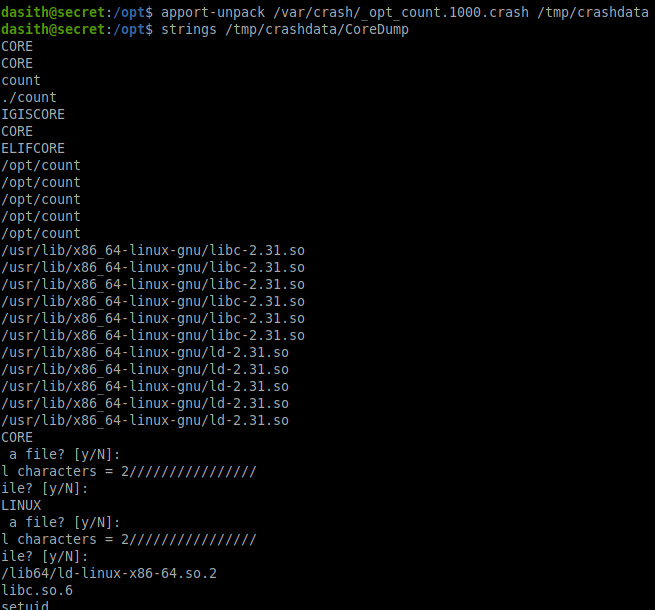 dasith@secret:/opt$ apport-unpack /var/crash/_opt_count.1000.crash /tmp/crashdata
dasith@secret:/opt$ strings /tmp/crashdata/CoreDump
CORE
CORE
count
./count
IGISCORE
CORE
ELIFCORE
/opt/count
/opt/count
/opt/count
/opt/count
/opt/count
/usr/lib/x86_64-linux-gnu/libc-2.31.so
/usr/lib/x86_64-linux-gnu/libc-2.31.so
/usr/lib/x86_64-linux-gnu/libc-2.31.so
/usr/lib/x86_64-linux-gnu/libc-2.31.so
/usr/lib/x86_64-linux-gnu/libc-2.31.so
/usr/lib/x86_64-linux-gnu/libc-2.31.so
/usr/lib/x86_64-linux-gnu/ld-2.31.so
/usr/lib/x86_64-linux-gnu/ld-2.31.so
/usr/lib/x86_64-linux-gnu/ld-2.31.so
/usr/lib/x86_64-linux-gnu/ld-2.31.so
/usr/lib/x86_64-linux-gnu/ld-2.31.so
CORE
 a file? [y/N]:
l characters = 2////////////////
ile? [y/N]:
LINUX
 a file? [y/N]:
l characters = 2////////////////
ile? [y/N]:
/lib64/ld-linux-x86-64.so.2
libc.so.6
setuid